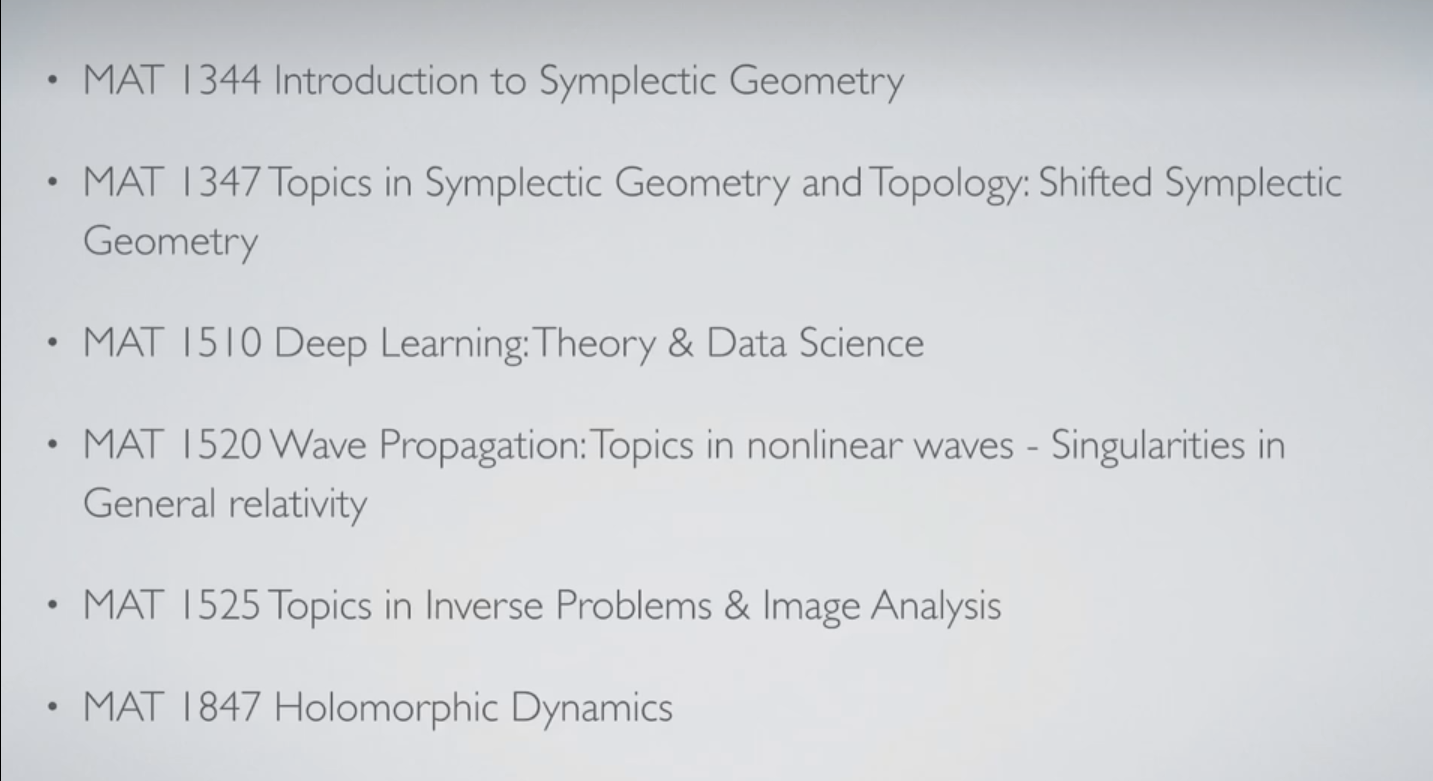 • MAT 1344 Introduction to Symplectic Geometry
• MAT 1347 Topics in Symplectic Geometry and Topology: Shifted Symplectic
Geometry
• MAT 1510 Deep Learning: Theory & Data Science
• MAT 1520 Wave Propagation: Topics in nonlinear waves - Singularities in
General relativity
• MAT 1525 Topics in Inverse Problems & Image Analysis
• MAT 1847 Holomorphic Dynamics